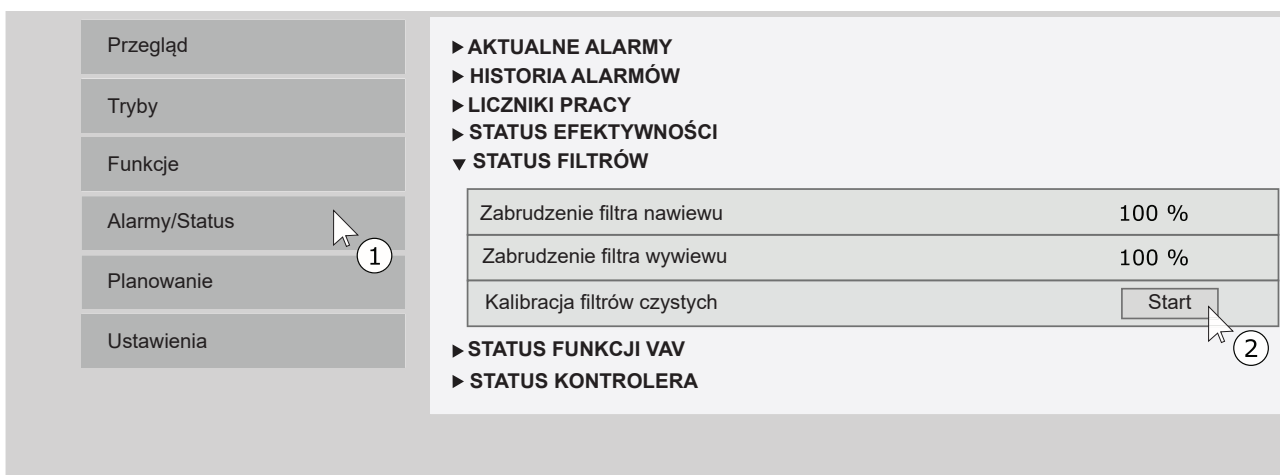 Przegląd
Tryby
Funkcje
Alarmy/Status
1
Planowanie
Ustawienia
AKTUALNE ALARMY
HISTORIA ALARMÓW
LICZNIKI PRACY
STATUS EFEKTYWNOŚCI
STATUS FILTRÓW
Zabrudzenie filtra nawiewu 100 %
Zabrudzenie filtra wywiewu 100 %
Kalibracja filtrów czystych Start
2
STATUS FUNKCJI VAV
STATUS KONTROLERA